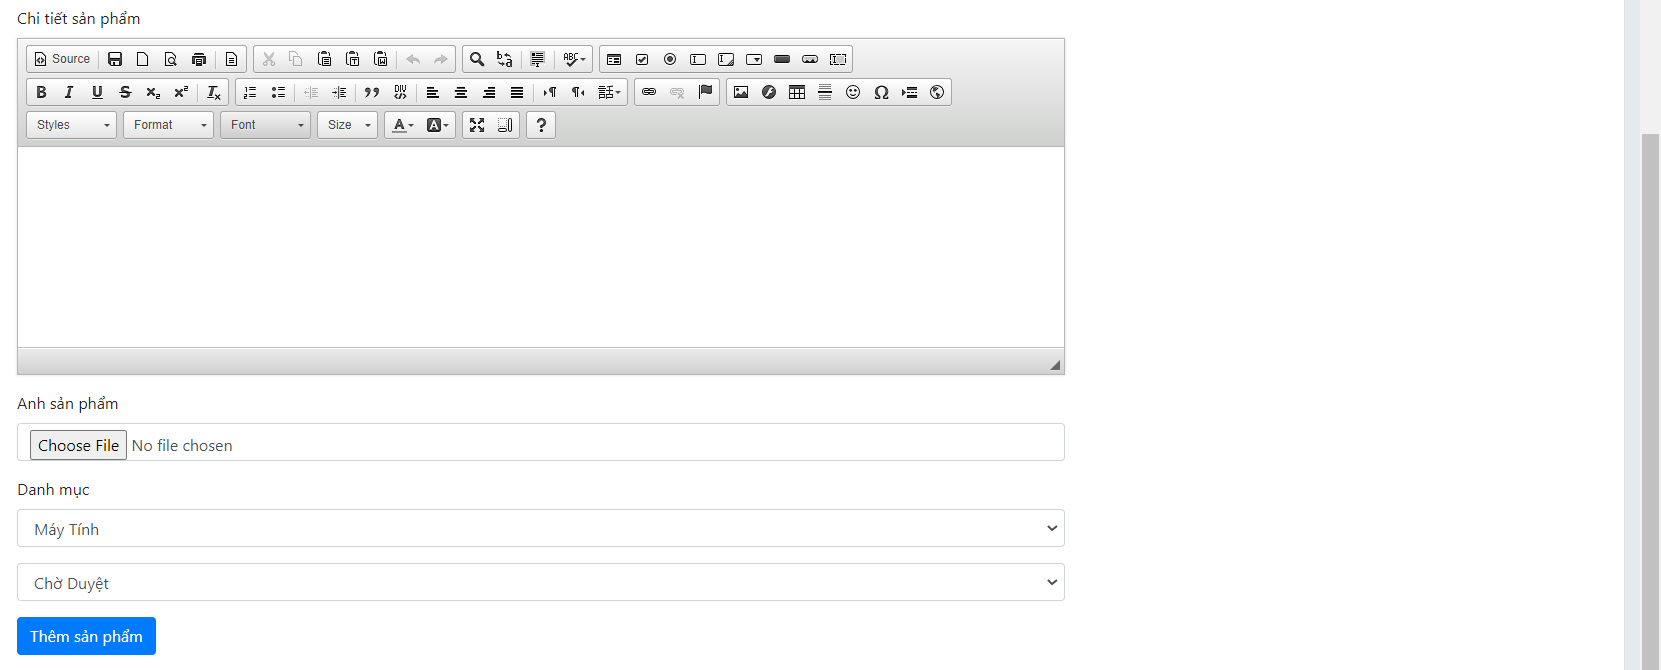 Chi tiết sản phẩm
Source
Styles Format Font Size
Anh sản phẩm
Choose File No file chosen
Danh mục
Máy Tính
Chờ Duyệt
Thêm sản phẩm